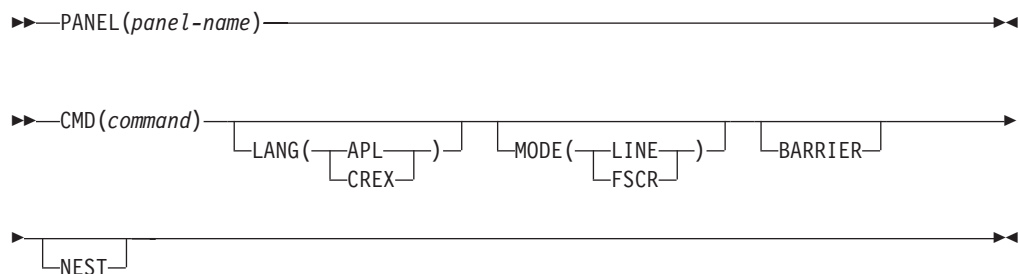 PANEL(panel-name)
CMD(command)
LANG( APL )
CREX
MODE( LINE )
FSCR
BARRIER
NEST